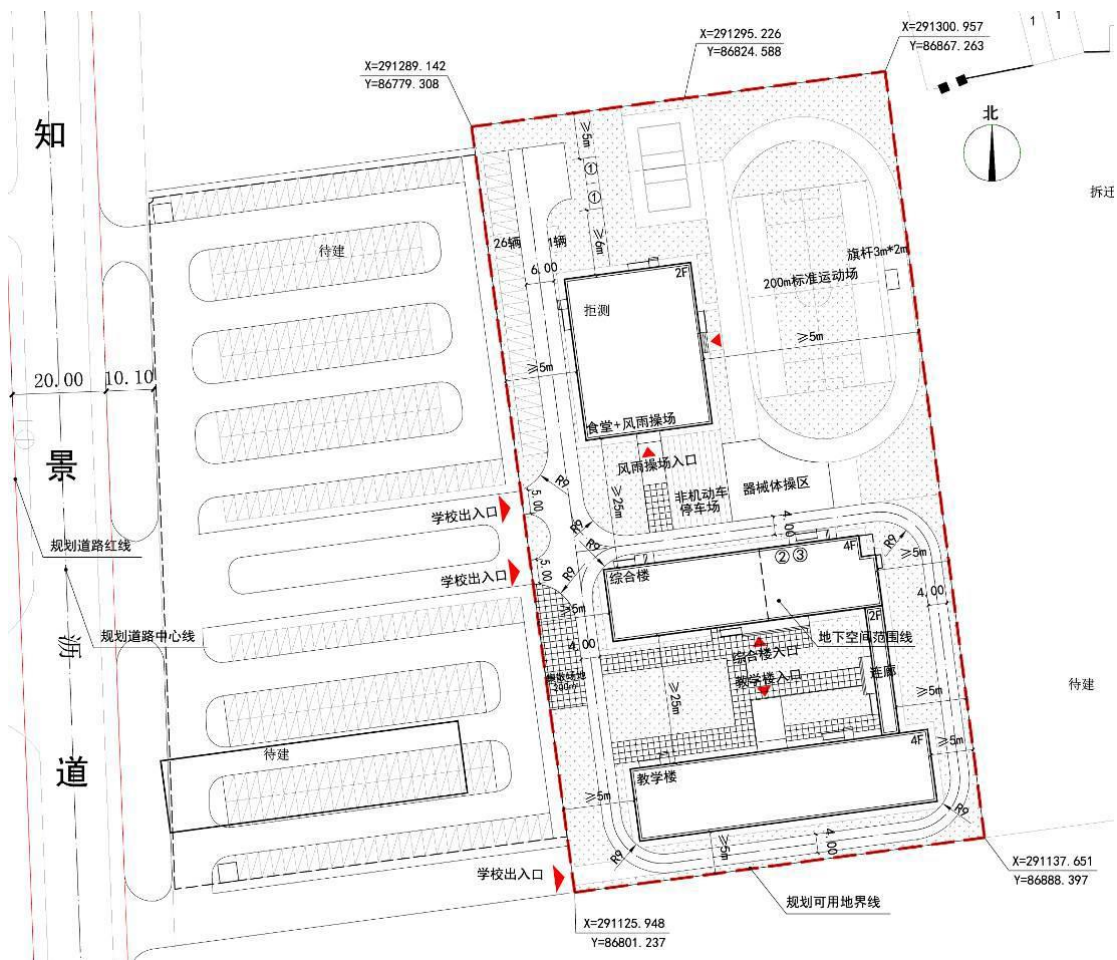 X=291300.957
Y=86867.263
X=291295.226
Y=86824.588
X=291289.142
Y=86779.308
1
1
知
景
沥
道
北
拆迁
≥5m
①
①
≥6m
26辆
1辆
6.00
待建
2F
拒测
旗杆3m*2m
200m标准运动场
≥5m
≥5m
20.00
10.10
食堂+风雨操场
风雨操场入口
≥25m
非机动车
停车场
器械体操区
R9
5.00
学校出入口
规划道路红线
R9
R9
4.00
4F
R9
≥5m
②③
学校出入口
5.00
R9
综合楼
≥5m
4.00
2F
规划道路中心线
4.00
地下空间范围线
综合楼入口
教学楼入口
连廊
200m²
≥25m
≥5m
待建
待建
4F
≥5m
教学楼
≥5m
R9
R9
≥5m
4.00
学校出入口
X=291137.651
Y=86888.397
规划可用地界线
X=291125.948
Y=86801.237